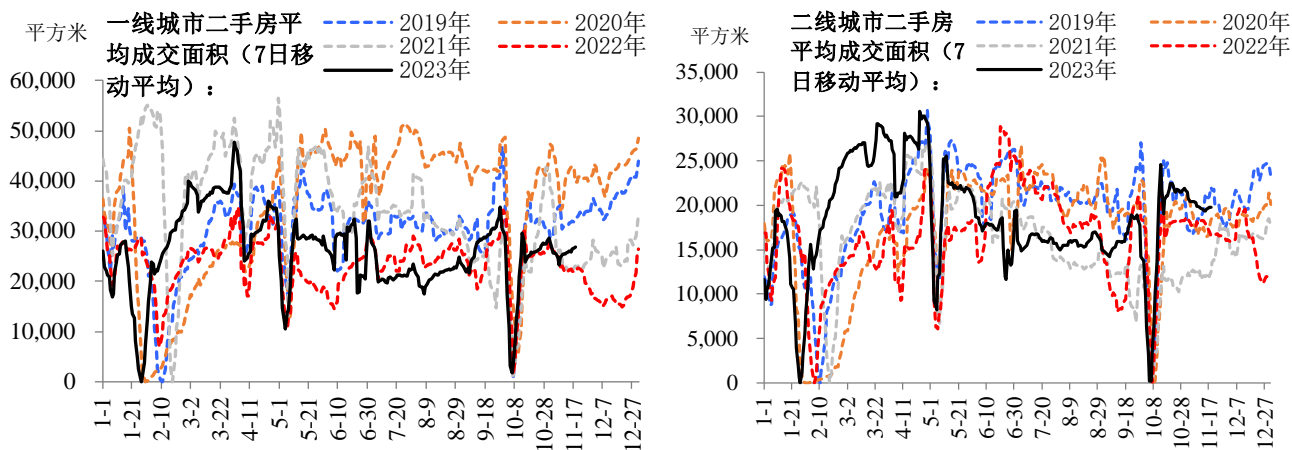 一线城市二手房平
均成交面积（7日移
动平均）：
平方米
2019年
2020年
2021年
2022年
2023年
60,000
50,000
40,000
30,000
20,000
10,000
0
1-1
1-21
2-10
3-2
3-22
4-11
5-1
5-21
6-10
6-30
7-20
8-9
8-29
9-18
10-8
10-28
11-17
12-7
12-27
二线城市二手房
平均成交面积（7
日移动平均）：
平方米
2019年
2020年
2021年
2022年
2023年
35,000
30,000
25,000
20,000
15,000
10,000
5,000
0
1-1
1-21
2-10
3-2
3-22
4-11
5-1
5-21
6-10
6-30
7-20
8-9
8-29
9-18
10-8
10-28
11-17
12-7
12-27